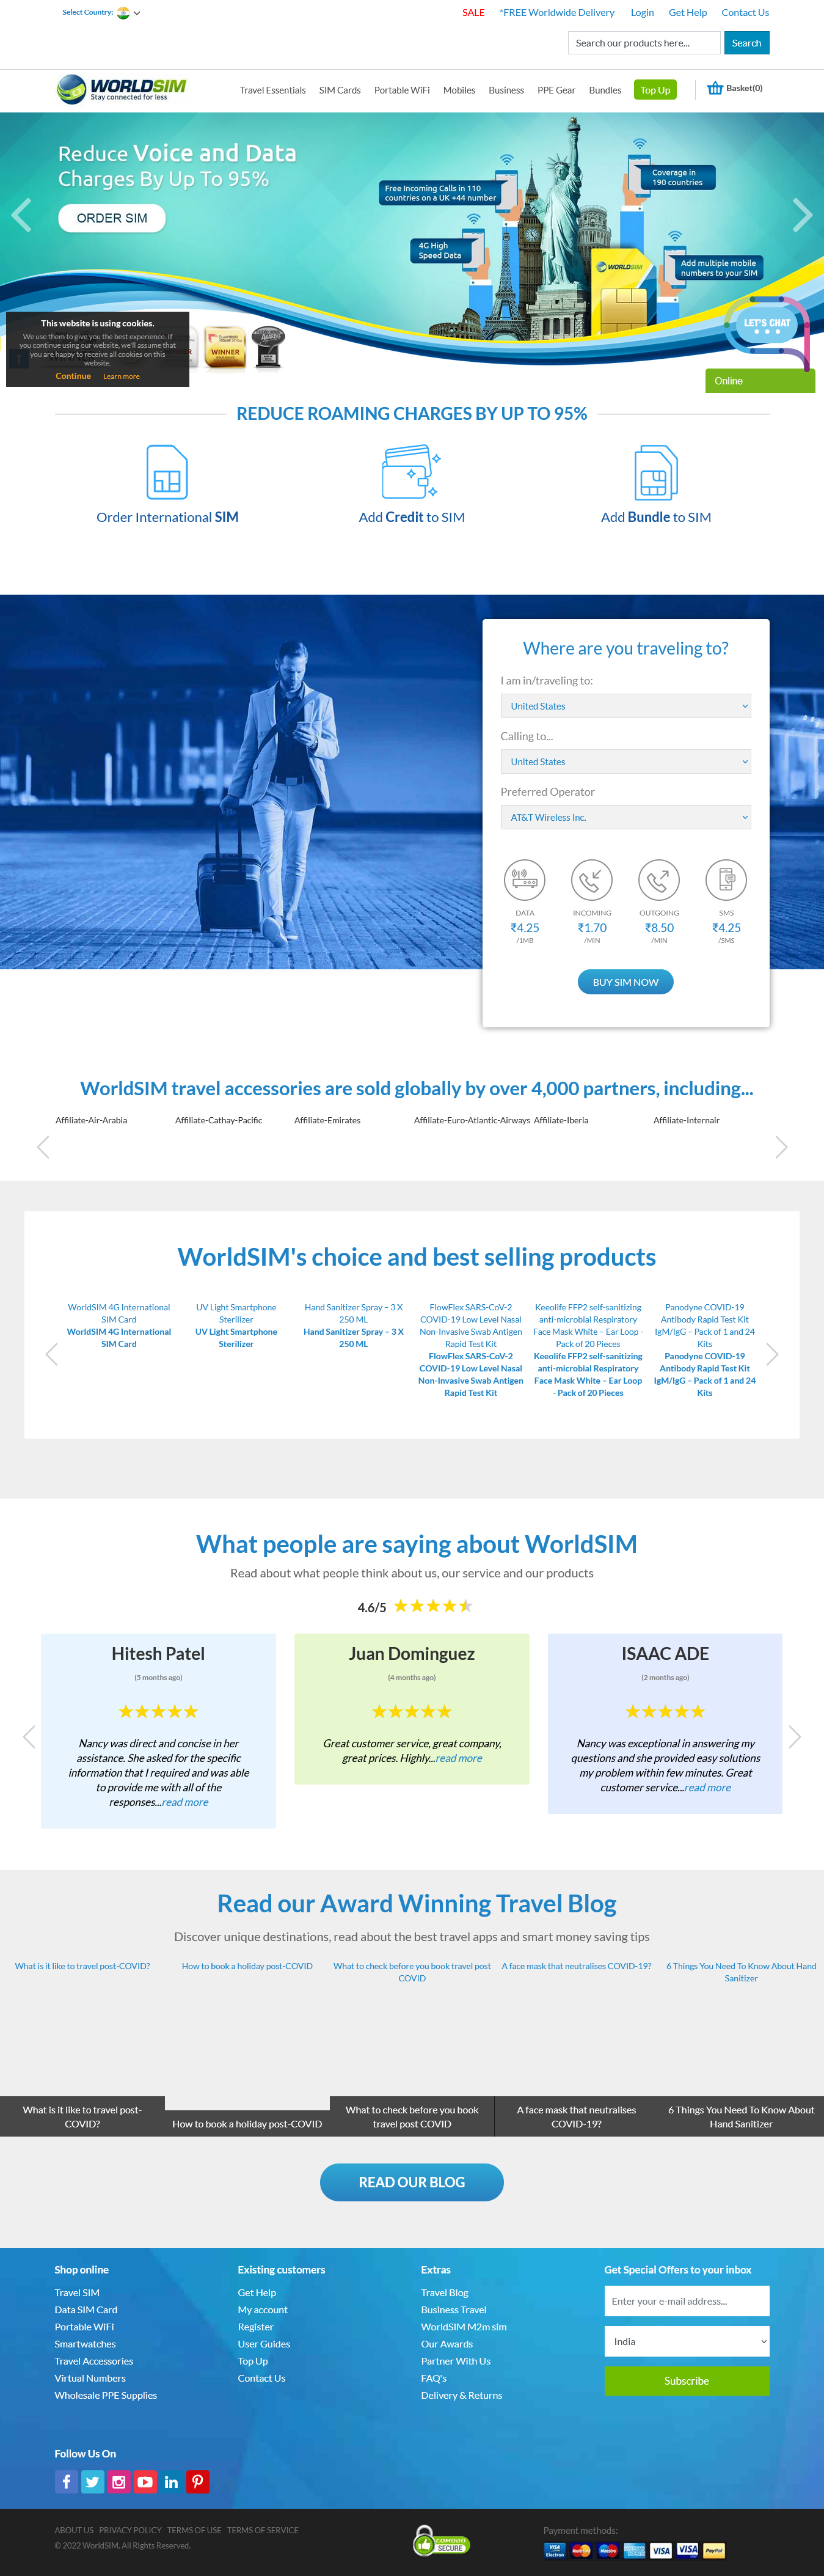 Select Country:
SALE *FREE Worldwide Delivery Login Get Help Contact Us
Search our products here... Search
WORLDSIM
Stay connected for less
Travel Essentials SIM Cards Portable WiFi Mobiles Business PPE Gear Bundles Top Up Basket(0)
Reduce Voice and Data
Charges By Up To 95%
ORDER SIM
Free Incoming Calls in 110
countries on a UK +44 number
Coverage in
190 countries
4G High
Speed Data
Add multiple mobile
numbers to your SIM
WORLDSIM
LET'S CHAT
Online
This website is using cookies.
We use them to give you the best experience. If
you continue using our website, we'll assume that
you are happy to receive all cookies on this
website.
Continue Learn more
WINNER
WINNER
REDUCE ROAMING CHARGES BY UP TO 95%
Order International SIM
Add Credit to SIM
Add Bundle to SIM
Where are you traveling to?
I am in/traveling to:
United States
Calling to...
United States
Preferred Operator
AT&T Wireless Inc.
DATA INCOMING OUTGOING SMS
₹4.25 ₹1.70 ₹8.50 ₹4.25
/1MB /MIN /MIN /SMS
BUY SIM NOW
WorldSIM travel accessories are sold globally by over 4,000 partners, including...
Affiliate-Air-Arabia Affiliate-Cathay-Pacific Affiliate-Emirates Affiliate-Euro-Atlantic-Airways Affiliate-Iberia Affiliate-Internair
WorldSIM's choice and best selling products
WorldSIM 4G International
SIM Card
WorldSIM 4G International
SIM Card
UV Light Smartphone
Sterilizer
UV Light Smartphone
Sterilizer
Hand Sanitizer Spray – 3 X
250 ML
Hand Sanitizer Spray – 3 X
250 ML
FlowFlex SARS-CoV-2
COVID-19 Low Level Nasal
Non-Invasive Swab Antigen
Rapid Test Kit
FlowFlex SARS-CoV-2
COVID-19 Low Level Nasal
Non-Invasive Swab Antigen
Rapid Test Kit
Keeolife FFP2 self-sanitizing
anti-microbial Respiratory
Face Mask White – Ear Loop -
Pack of 20 Pieces
Keeolife FFP2 self-sanitizing
anti-microbial Respiratory
Face Mask White – Ear Loop
- Pack of 20 Pieces
Panodyne COVID-19
Antibody Rapid Test Kit
IgM/IgG – Pack of 1 and 24
Kits
Panodyne COVID-19
Antibody Rapid Test Kit
IgM/IgG – Pack of 1 and 24
Kits
What people are saying about WorldSIM
Read about what people think about us, our service and our products
4.6/5
Hitesh Patel
(5 months ago)
Nancy was direct and concise in her
assistance. She asked for the specific
information that I required and was able
to provide me with all of the
responses...read more
Juan Dominguez
(4 months ago)
Great customer service, great company,
great prices. Highly...read more
ISAAC ADE
(2 months ago)
Nancy was exceptional in answering my
questions and she provided easy solutions
my problem within few minutes. Great
customer service...read more
Read our Award Winning Travel Blog
Discover unique destinations, read about the best travel apps and smart money saving tips
What is it like to travel post-COVID?
How to book a holiday post-COVID
What to check before you book travel post
COVID
A face mask that neutralises COVID-19?
6 Things You Need To Know About Hand
Sanitizer
What is it like to travel post-
COVID?
How to book a holiday post-COVID
What to check before you book
travel post COVID
A face mask that neutralises
COVID-19?
6 Things You Need To Know About
Hand Sanitizer
READ OUR BLOG
Shop online
Travel SIM
Data SIM Card
Portable WiFi
Smartwatches
Travel Accessories
Virtual Numbers
Wholesale PPE Supplies
Existing customers
Get Help
My account
Register
User Guides
Top Up
Contact Us
Extras
Travel Blog
Business Travel
WorldSIM M2m sim
Our Awards
Partner With Us
FAQ's
Delivery & Returns
Get Special Offers to your inbox
Enter your e-mail address...
India
Subscribe
Follow Us On
ABOUT US PRIVACY POLICY TERMS OF USE TERMS OF SERVICE
© 2022 WorldSIM. All Rights Reserved.
COMODO
SECURE
Payment methods:
VISA
Electron
MasterCard
Maestro
VISA
VISA
PayPal